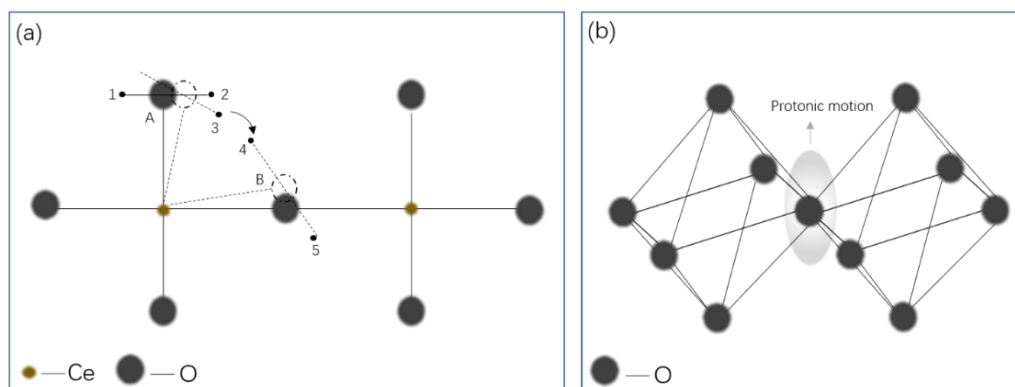 (a)
1
2
A
3
4
B
5
— Ce
— O
(b)
Protonic motion
— O